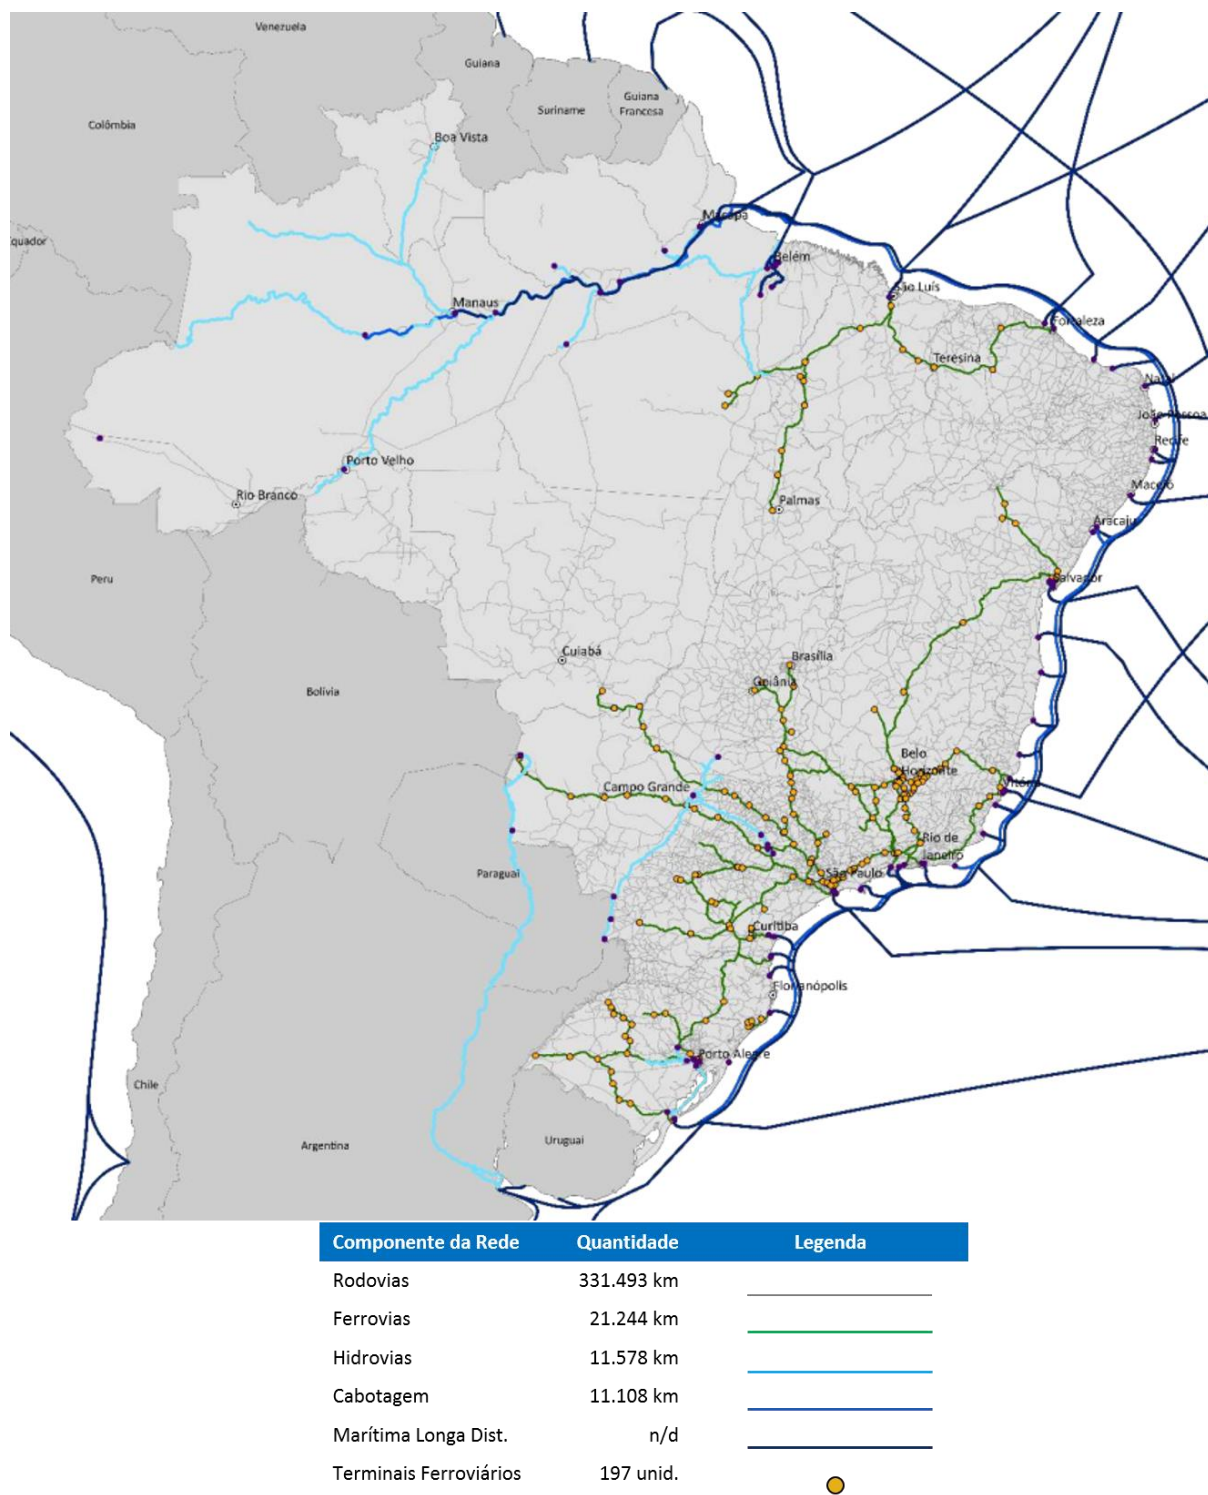 Venezuela
Guiana
Guiana
Francesa
Suriname
Colômbia
Boa Vista
Macapá
quador
Belém
São Luís
Manaus
Fortaleza
Teresina
Natal
João Pessoa
Recife
Porto Velho
Maceió
Rio Branco
Palmas
Aracaju
Peru
Salvador
Cuiabá
Brasília
Goiânia
Bolívia
Belo
Horizonte
Campo Grande
Vitória
Rio de
Janeiro
Paraguai
São Paulo
Curitiba
Florianópolis
Porto Alegre
Chile
Argentina
Uruguai
Componente da Rede Quantidade Legenda
Rodovias 331.493 km
Ferrovias 21.244 km
Hidrovias 11.578 km
Cabotagem 11.108 km
Marítima Longa Dist. n/d
Terminais Ferroviários 197 unid.